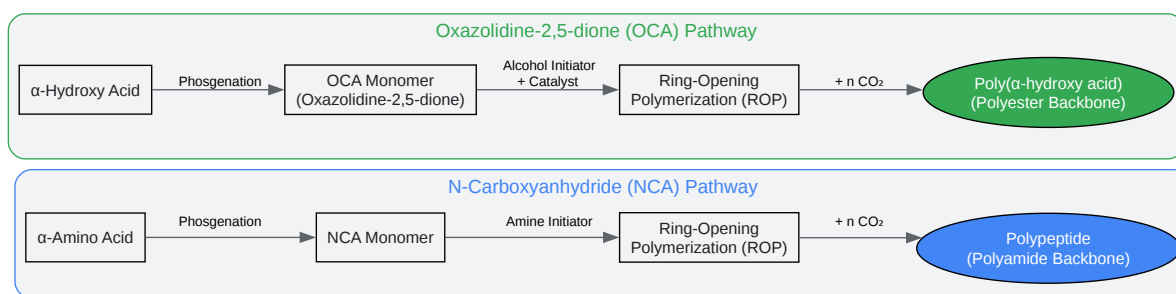 Oxazolidine-2,5-dione (OCA) Pathway
α-Hydroxy Acid
Phosgenation
OCA Monomer
(Oxazolidine-2,5-dione)
Alcohol Initiator
+ Catalyst
Ring-Opening
Polymerization (ROP)
+ n CO₂
Poly(α-hydroxy acid)
(Polyester Backbone)
N-Carboxyanhydride (NCA) Pathway
α-Amino Acid
Phosgenation
NCA Monomer
Amine Initiator
Ring-Opening
Polymerization (ROP)
+ n CO₂
Polypeptide
(Polyamide Backbone)